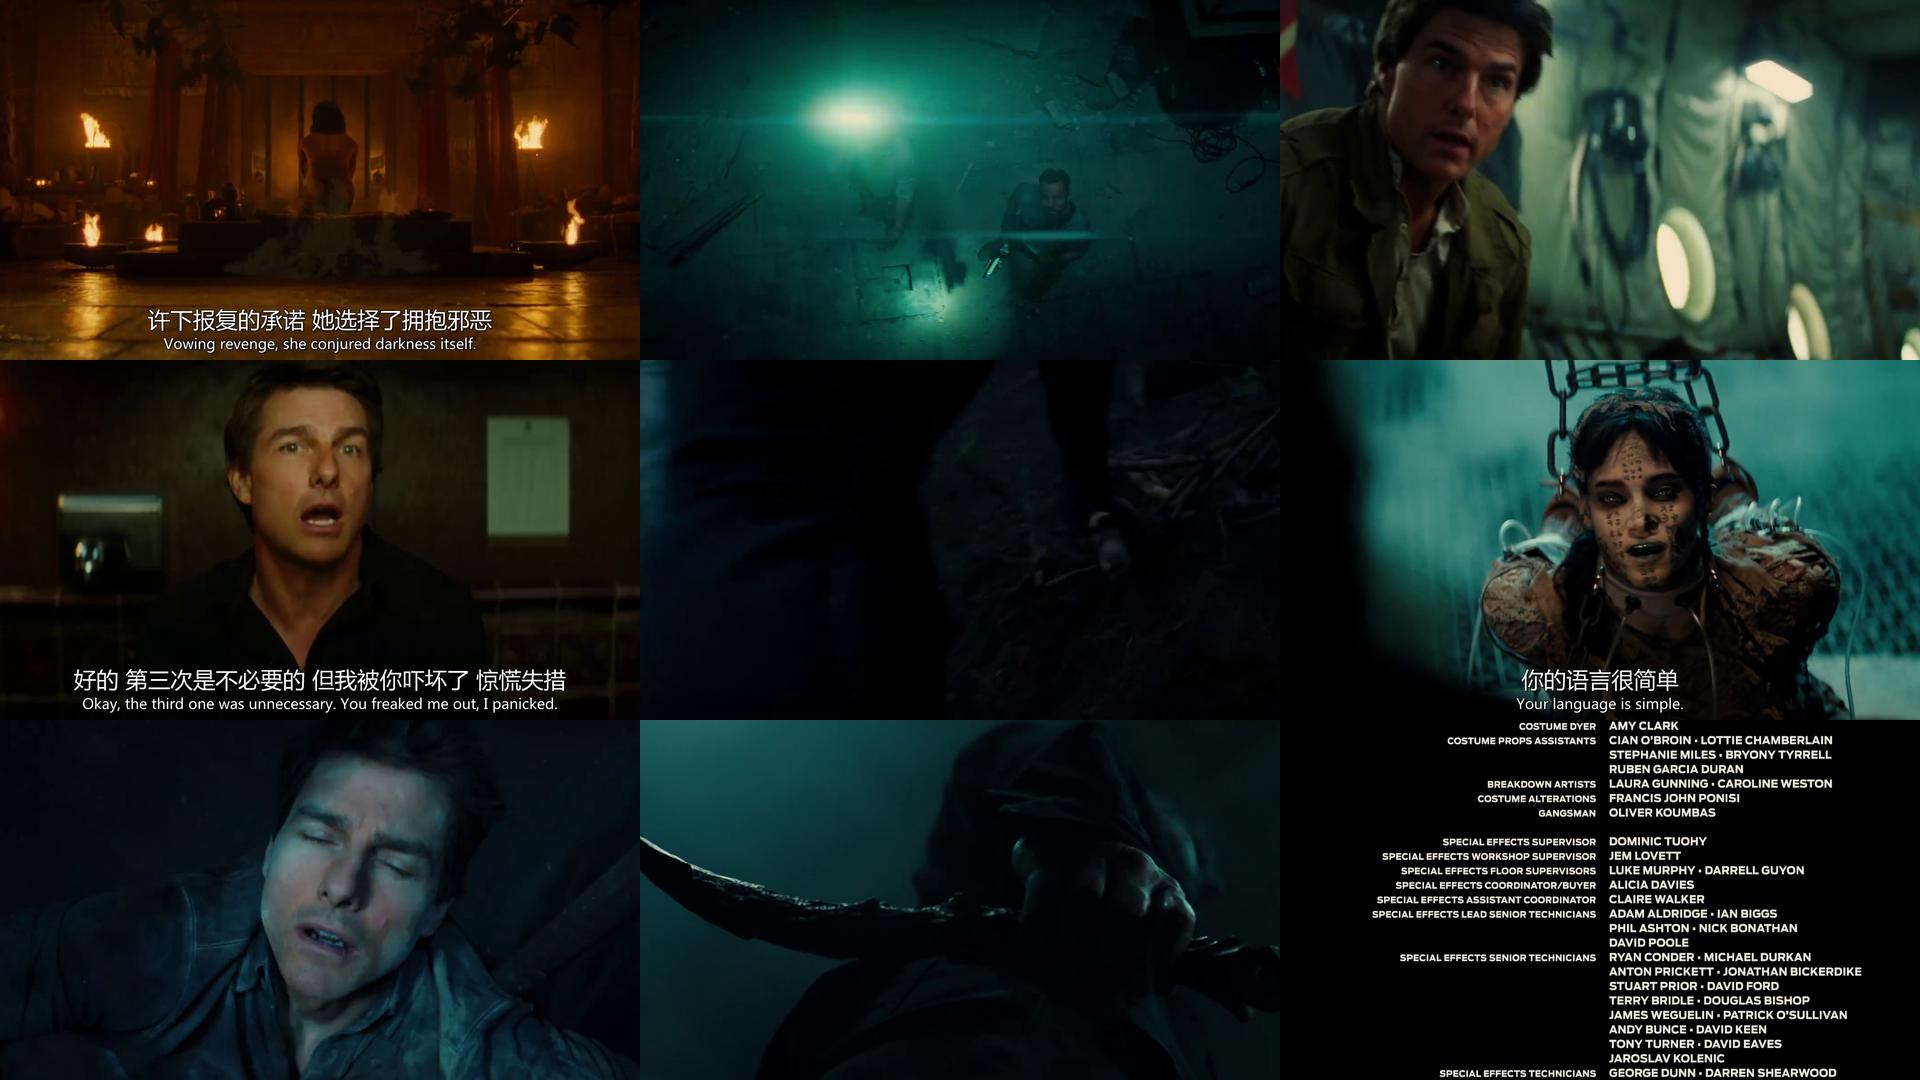 许下报复的承诺 她选择了拥抱邪恶
Vowing revenge, she conjured darkness itself.
好的 第三次是不必要的 但我被你吓坏了 惊慌失措
Okay, the third one was unnecessary. You freaked me out, I panicked.
你的语言很简单
Your language is simple.
COSTUME DYER AMY CLARK
COSTUME PROPS ASSISTANTS CIAN O'BROIN • LOTTIE CHAMBERLAIN
STEPHANIE MILES • BRYONY TYRRELL
RUBEN GARCIA DURAN
BREAKDOWN ARTISTS LAURA GUNNING • CAROLINE WESTON
COSTUME ALTERATIONS FRANCIS JOHN PONISI
GANGSMAN OLIVER KOUMBAS
SPECIAL EFFECTS SUPERVISOR DOMINIC TUOHY
SPECIAL EFFECTS WORKSHOP SUPERVISOR JEM LOVETT
SPECIAL EFFECTS FLOOR SUPERVISORS LUKE MURPHY • DARRELL GUYON
SPECIAL EFFECTS COORDINATOR/BUYER ALICIA DAVIES
SPECIAL EFFECTS ASSISTANT COORDINATOR CLAIRE WALKER
SPECIAL EFFECTS LEAD SENIOR TECHNICIANS ADAM ALDRIDGE • IAN BIGGS
PHIL ASHTON • NICK BONATHAN
DAVID POOLE
SPECIAL EFFECTS SENIOR TECHNICIANS RYAN CONDER • MICHAEL DURKAN
ANTON PRICKETT • JONATHAN BICKERDIKE
STUART PRIOR • DAVID FORD
TERRY BRIDLE • DOUGLAS BISHOP
JAMES WEGUELIN • PATRICK O'SULLIVAN
ANDY BUNCE • DAVID KEEN
TONY TURNER • DAVID EAVES
JAROSLAV KOLENIC
SPECIAL EFFECTS TECHNICIANS GEORGE DUNN • DARREN SHEARWOOD